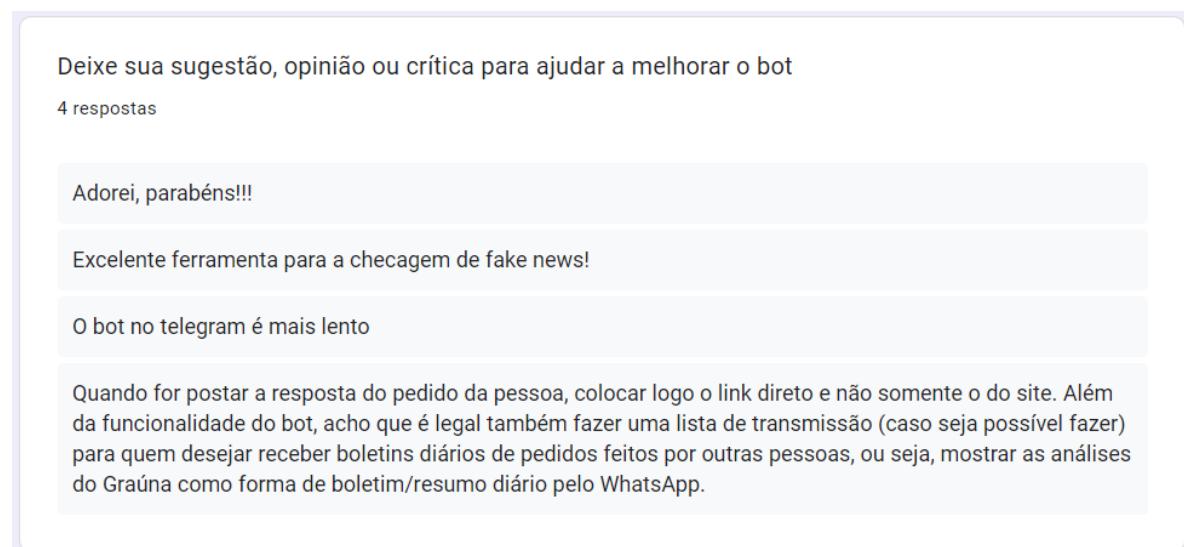 Deixe sua sugestão, opinião ou crítica para ajudar a melhorar o bot
4 respostas
Adorei, parabéns!!!
Excelente ferramenta para a checagem de fake news!
O bot no telegram é mais lento
Quando for postar a resposta do pedido da pessoa, colocar logo o link direto e não somente o do site. Além
da funcionalidade do bot, acho que é legal também fazer uma lista de transmissão (caso seja possível fazer)
para quem desejar receber boletins diários de pedidos feitos por outras pessoas, ou seja, mostrar as análises
do Graúna como forma de boletim/resumo diário pelo WhatsApp.